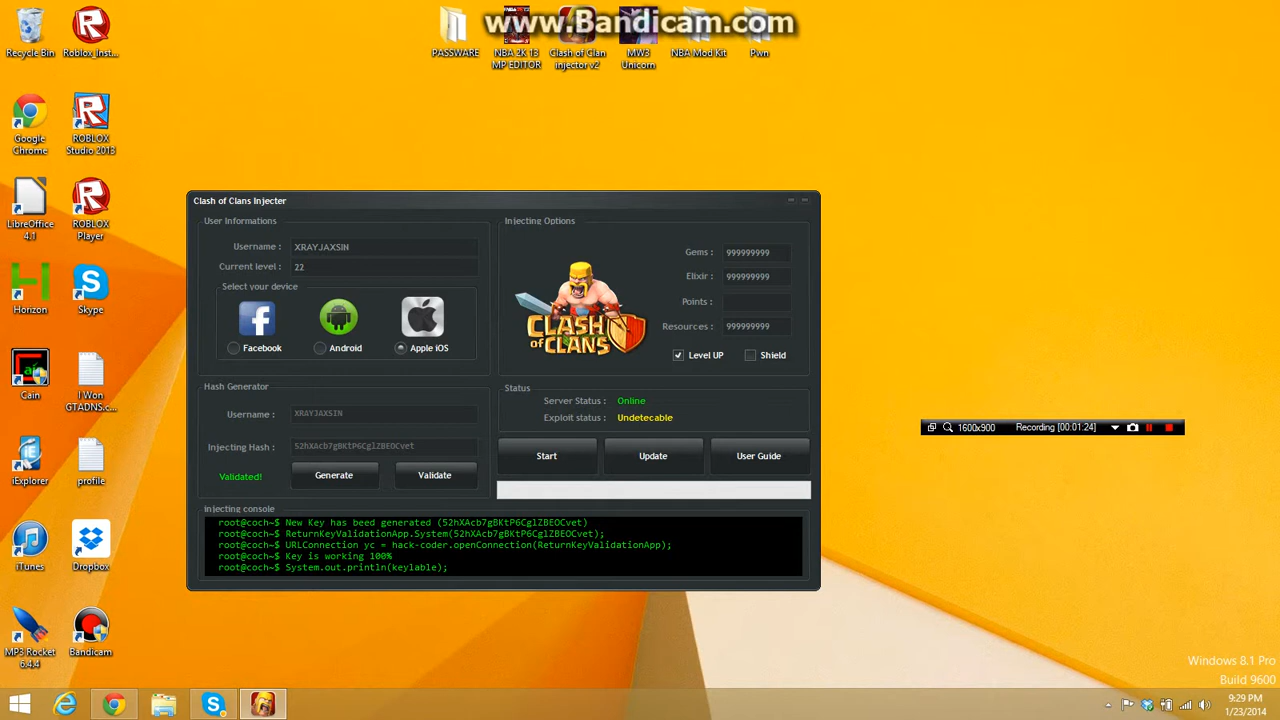 www.Bandicam.com
Recycle Bin
Roblox_Inst...
PASSWARE
NBA 2K 13
MP EDITOR
Clash of Clan
injector v2
MW3
Unicorn
NBA Mod Kit
Pwn
Google
Chrome
ROBLOX
Studio 2013
LibreOffice
4.1
ROBLOX
Player
Horizon
Skype
Cain
I Won
GTADNS.c...
iExplorer
profile
iTunes
Dropbox
MP3 Rocket
6.4.4
Bandicam
Clash of Clans Injecter
User Informations
Username :
XRAYJAXSIN
Current level :
22
Select your device
Facebook
Android
Apple iOS
Injecting Options
CLASH
OF CLANS
Gems :
999999999
Elixir :
999999999
Points :
Resources :
999999999
Level UP
Shield
Hash Generator
Username :
XRAYJAXSIN
Injecting Hash :
52hXAcb7gBKtP6CglZBEOCvet
Validated!
Generate
Validate
Status
Server Status :
Online
Exploit status :
Undetecable
Start
Update
User Guide
injecting console
root@coch~$ New Key has beed generated (52hXAcb7gBKtP6CglZBEOCvet)
root@coch~$ ReturnKeyValidationApp.System(52hXAcb7gBKtP6CglZBEOCvet);
root@coch~$ URLConnection yc = hack-coder.openConnection(ReturnKeyValidationApp);
root@coch~$ Key is working 100%
root@coch~$ System.out.println(keylable);
1600x900
Recording [00:01:24]
Windows 8.1 Pro
Build 9600
9:29 PM
1/23/2014